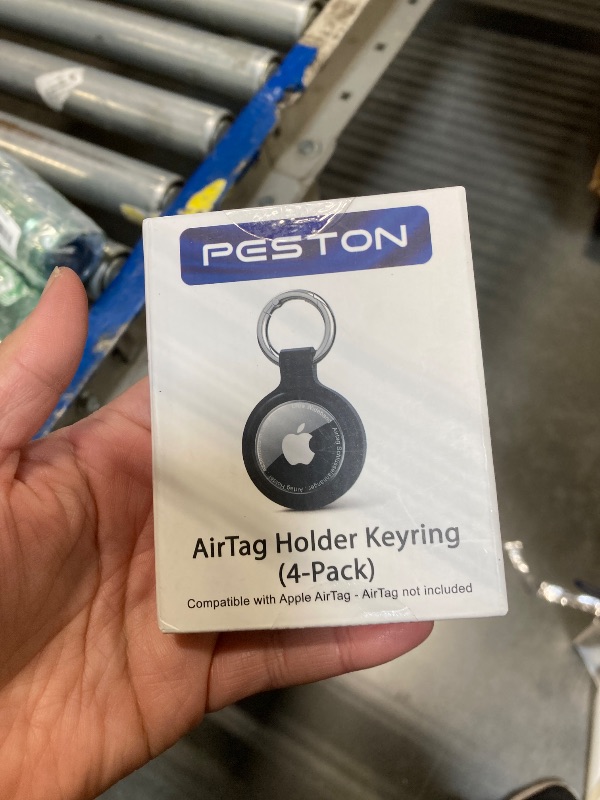 PESTON
AirTag Holder Keyring
(4-Pack)
Compatible with Apple AirTag - AirTag not included